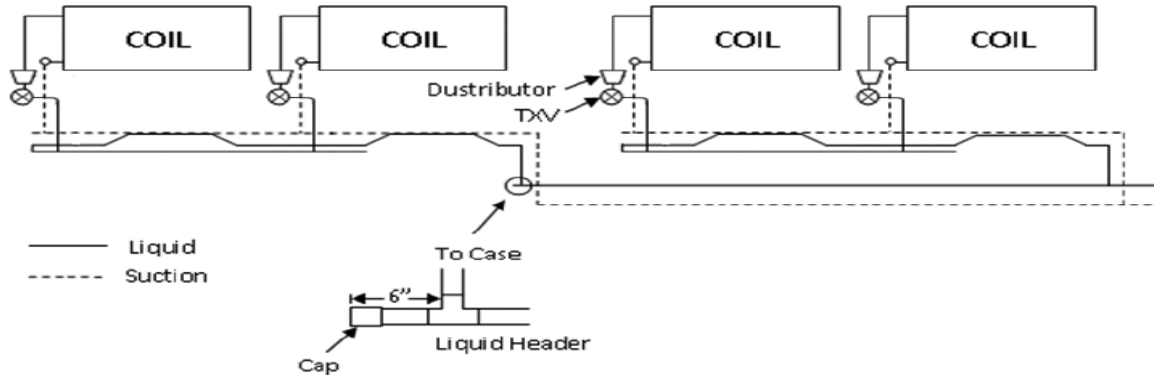 COIL
COIL
COIL
COIL
Dustributor
TXV
Liquid
Suction
To Case
6”
Liquid Header
Cap